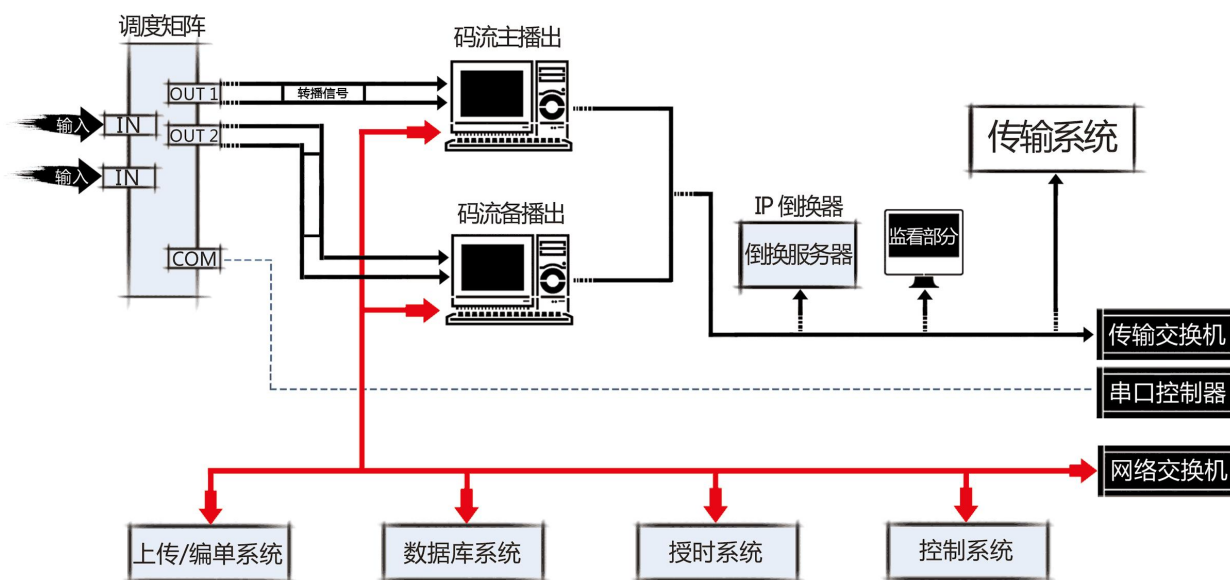 调度矩阵
码流主播出
OUT 1
转播信号
输入
IN
OUT 2
传输系统
输入
IN
码流备播出
IP 倒换器
监看部分
倒换服务器
COM
传输交换机
串口控制器
网络交换机
上传/编单系统
数据库系统
授时系统
控制系统